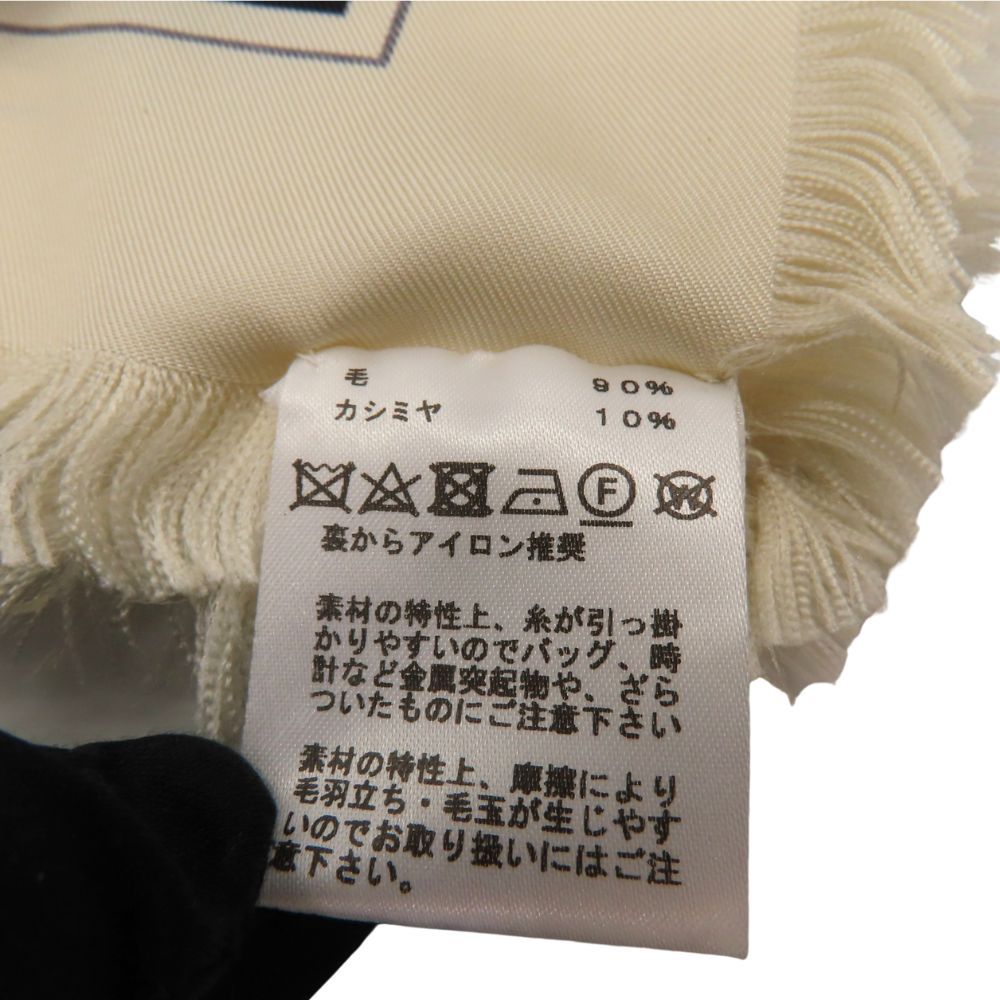 毛 90%
カシミヤ 10%
F W
裏からアイロン推奨
素材の特性上、糸が引っ掛
かりやすいのでバッグ、時
計など金属突起物や、ざら
ついたものにご注意下さい
素材の特性上、摩擦により
毛羽立ち・毛玉が生じやす
いのでお取り扱いにはご注
意下さい。